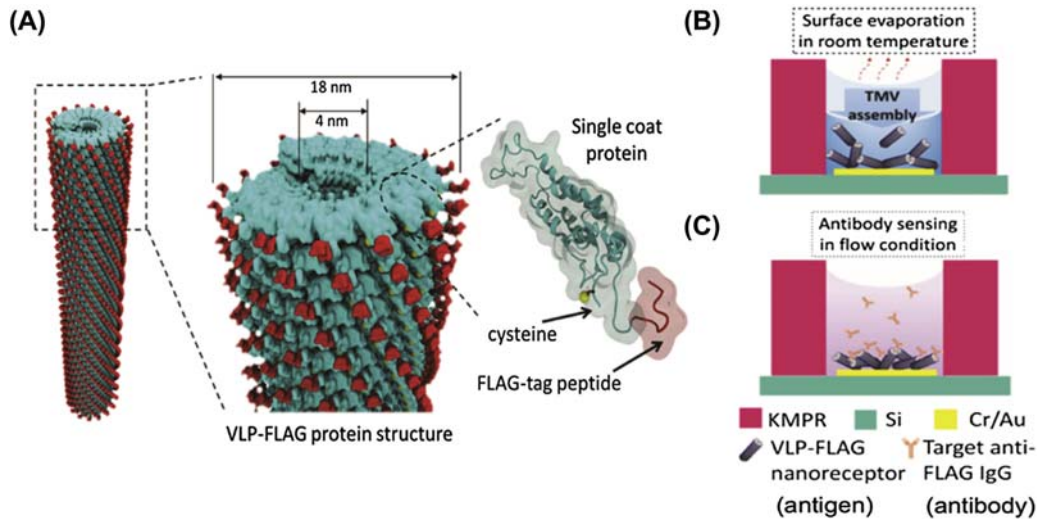 (A)
18 nm
4 nm
Single coat
protein
cysteine
FLAG-tag peptide
VLP-FLAG protein structure
(B)
Surface evaporation
in room temperature
TMV
assembly
(C)
Antibody sensing
in flow condition
KMPR
Si
Cr/Au
VLP-FLAG
nanoreceptor
(antigen)
Target anti-
FLAG IgG
(antibody)